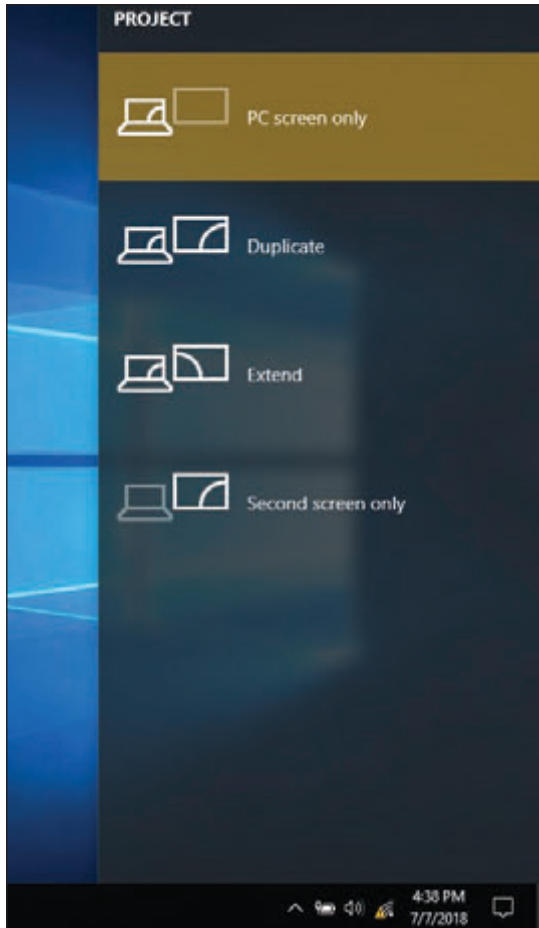 PROJECT
PC screen only
Duplicate
Extend
Second screen only
4:38 PM
7/7/2018